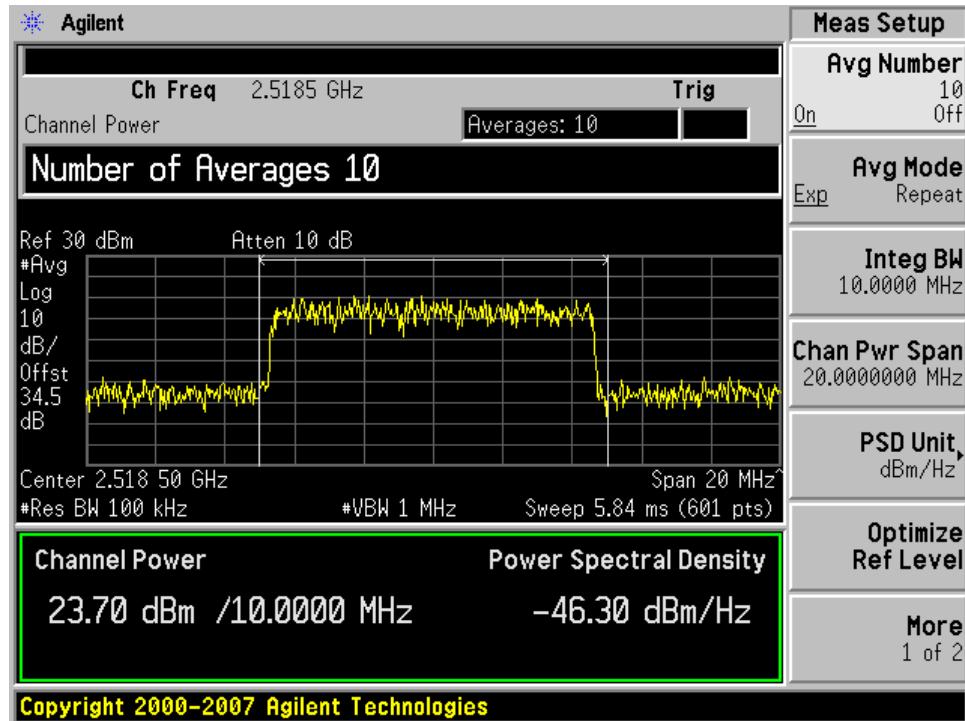 Agilent
Ch Freq 2.5185 GHz Trig
Channel Power Averages: 10
Number of Averages 10
Ref 30 dBm Atten 10 dB
#Avg
Log
10
dB/
Offst
34.5
dB
Center 2.518 50 GHz Span 20 MHz^
#Res BW 100 kHz #VBW 1 MHz Sweep 5.84 ms (601 pts)
Channel Power Power Spectral Density
23.70 dBm /10.0000 MHz -46.30 dBm/Hz
Copyright 2000-2007 Agilent Technologies
Meas Setup
Avg Number
10
On Off
Avg Mode
Exp Repeat
Integ BW
10.0000 MHz
Chan Pwr Span
20.0000000 MHz
PSD Unit
dBm/Hz
Optimize
Ref Level
More
1 of 2